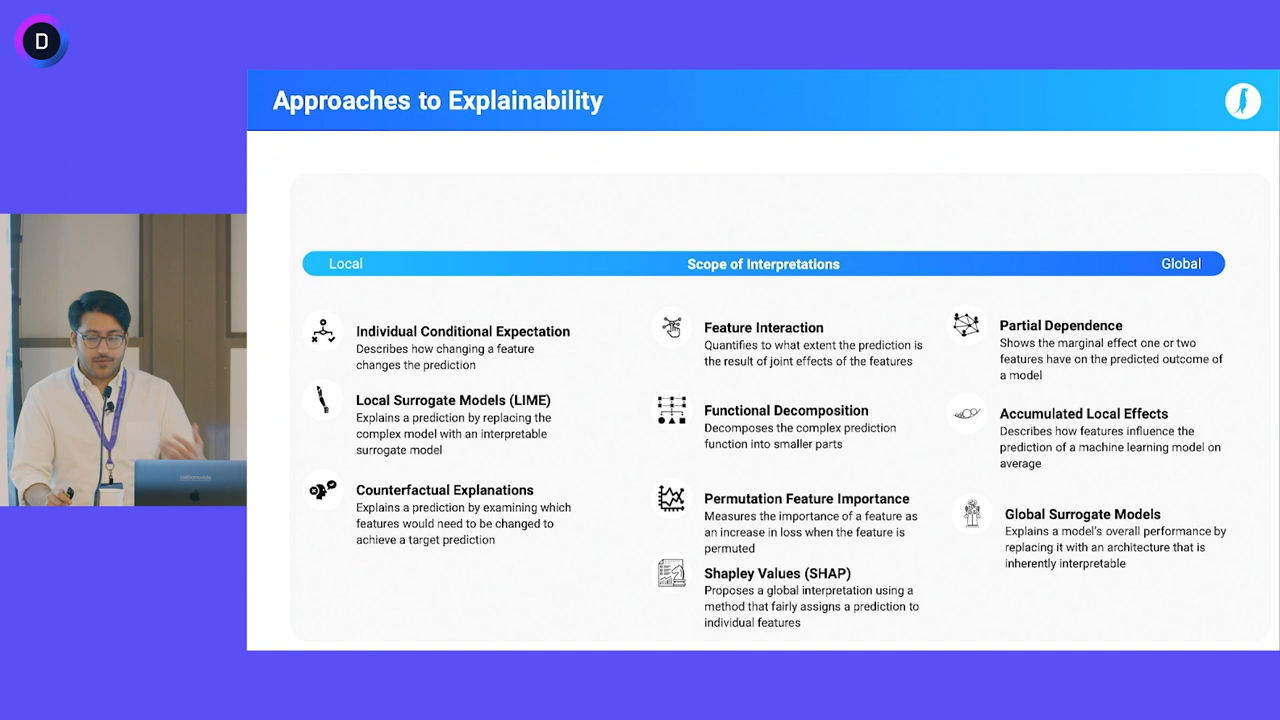 D
Approaches to Explainability
Local
Scope of Interpretations
Global
Individual Conditional Expectation
Describes how changing a feature
changes the prediction
Local Surrogate Models (LIME)
Explains a prediction by replacing the
complex model with an interpretable
surrogate model
Counterfactual Explanations
Explains a prediction by examining which
features would need to be changed to
achieve a target prediction
Feature Interaction
Quantifies to what extent the prediction is
the result of joint effects of the features
Functional Decomposition
Decomposes the complex prediction
function into smaller parts
Permutation Feature Importance
Measures the importance of a feature as
an increase in loss when the feature is
permuted
Shapley Values (SHAP)
Proposes a global interpretation using a
method that fairly assigns a prediction to
individual features
Partial Dependence
Shows the marginal effect one or two
features have on the predicted outcome of
a model
Accumulated Local Effects
Describes how features influence the
prediction of a machine learning model on
average
Global Surrogate Models
Explains a model's overall performance by
replacing it with an architecture that is
inherently interpretable